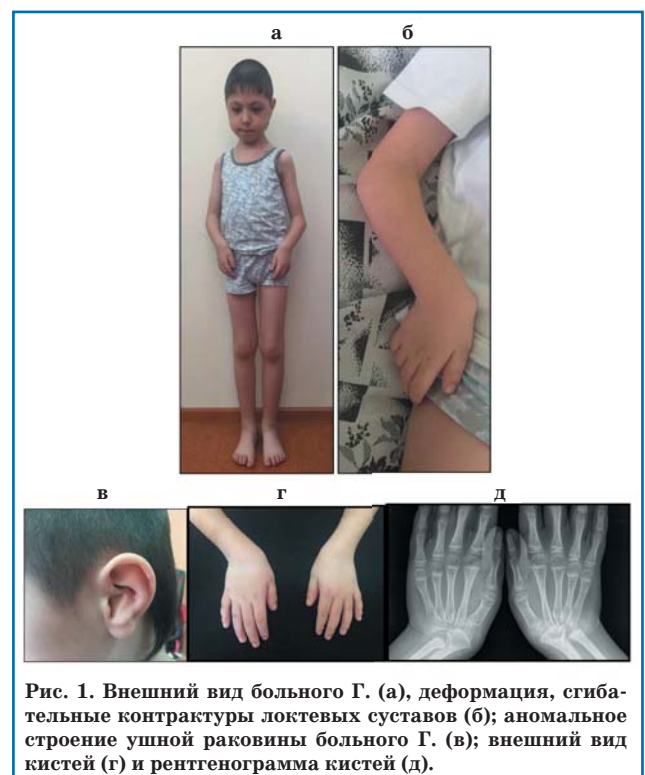 а б
в г д
Рис. 1. Внешний вид больного Г. (а), деформация, сгиба-
тельные контрактуры локтевых суставов (б); аномальное
строение ушной раковины больного Г. (в); внешний вид
кистей (г) и рентгенограмма кистей (д).